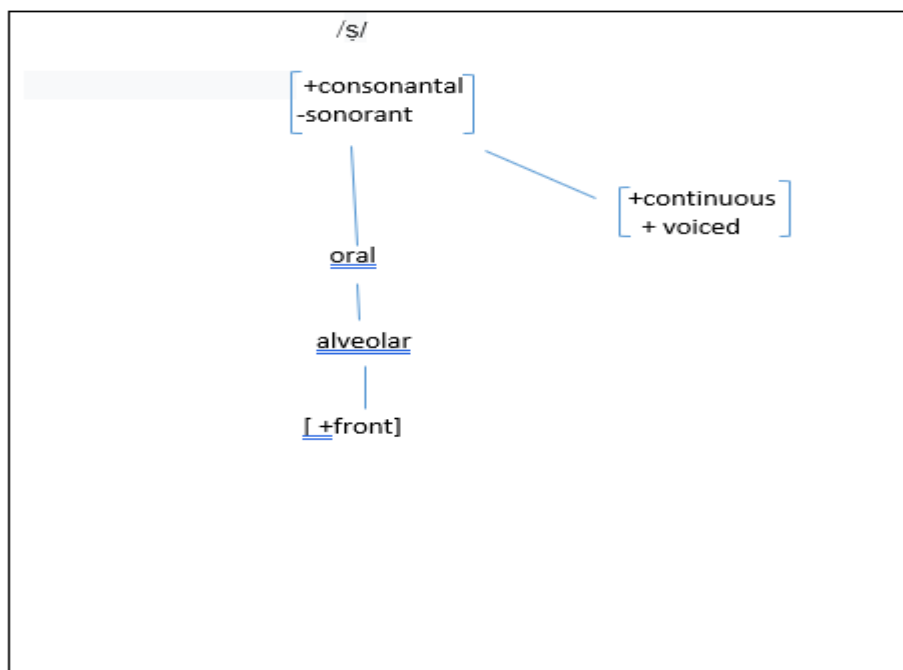 /ṣ/
+consonantal
-sonorant
+continuous
+ voiced
oral
alveolar
[ +front]